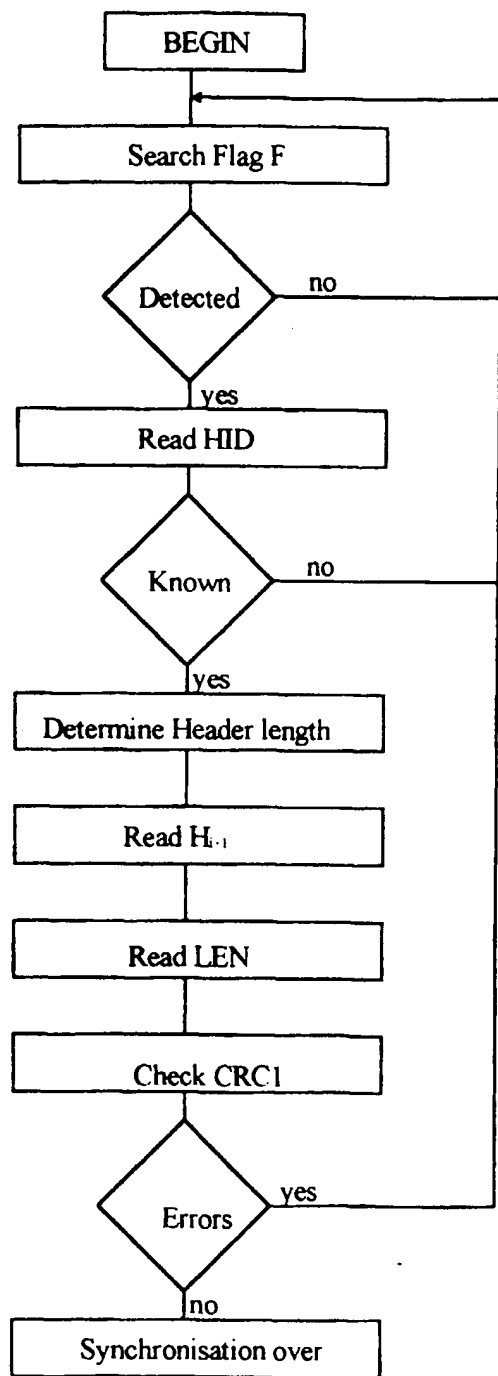 BEGIN
Search Flag F
Detected
no
yes
Read HID
Known
no
yes
Determine Header length
Read Hi-1
Read LEN
Check CRC1
Errors
yes
no
Synchronisation over